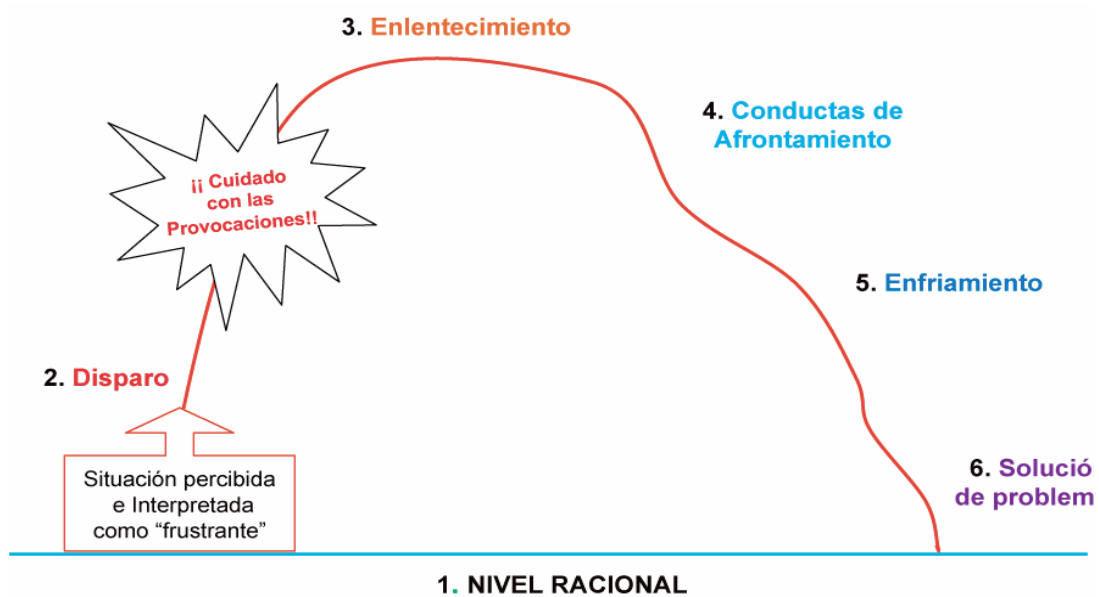 3. Enlentecimiento
4. Conductas de
Afrontamiento
¡¡ Cuidado
con las
Provocaciones!!
5. Enfriamiento
2. Disparo
Situación percibida
e Interpretada
como “frustrante”
6. Solució
de problem
1. NIVEL RACIONAL